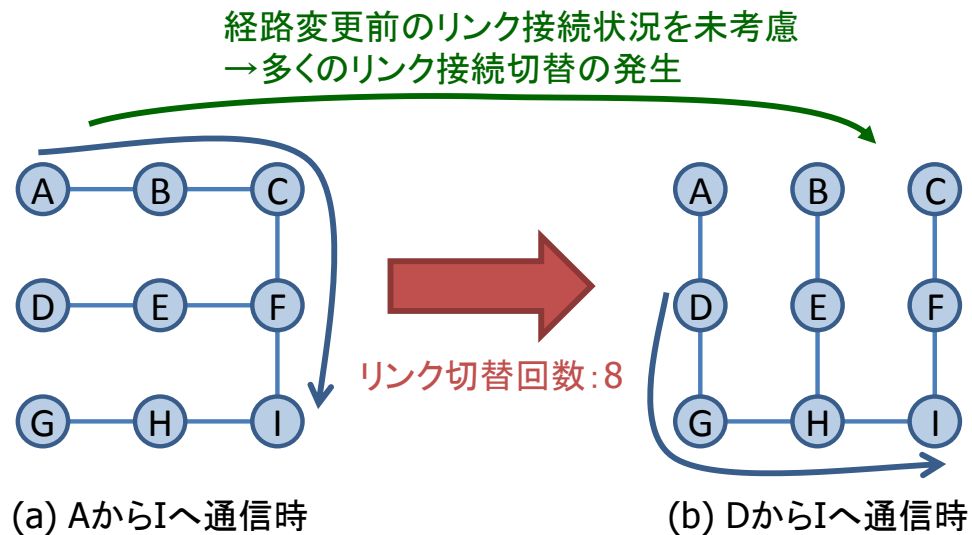 経路変更前のリンク接続状況を未考慮
→多くのリンク接続切替の発生
A B C
D E F
G H I
リンク切替回数:8
A B C
D E F
G H I
(a) AからIへ通信時
(b) DからIへ通信時